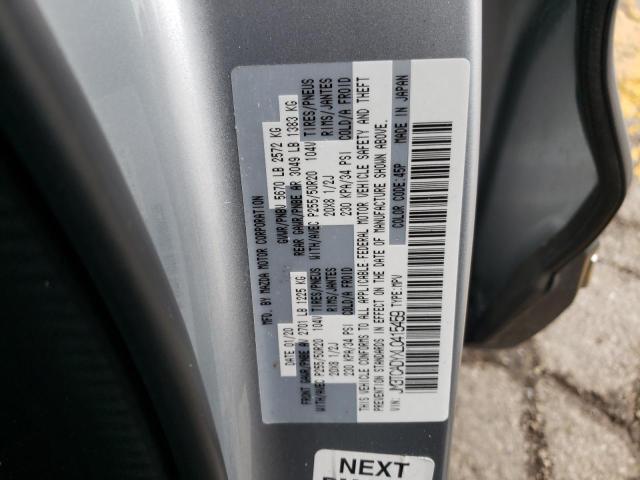 MFD. BY MAZDA MOTOR CORPORATION
DATE: 01/20 GVWR/PNBV 5670 LB 2572 KG
FRONT GAWR/PNBE AV 2701 LB 1225 KG REAR GAWR/PNBE AR 3049 LB 1383 KG
WITH/AVEC P255/50R20 104V TIRES/PNEUS WITH/AVEC P255/50R20 104V TIRES/PNEUS
20X8 1/2J RIMS/JANTES 20X8 1/2J RIMS/JANTES
230 KPA/34 PSI COLD/A FROID 230 KPA/34 PSI COLD/A FROID
THIS VEHICLE CONFORMS TO ALL APPLICABLE FEDERAL MOTOR VEHICLE SAFETY AND THEFT
PREVENTION STANDARDS IN EFFECT ON THE DATE OF MANUFACTURE SHOWN ABOVE.
VIN: JM3TCADYXL0415459 TYPE: MPV COLOR CODE: 45P MADE IN JAPAN
NEXT